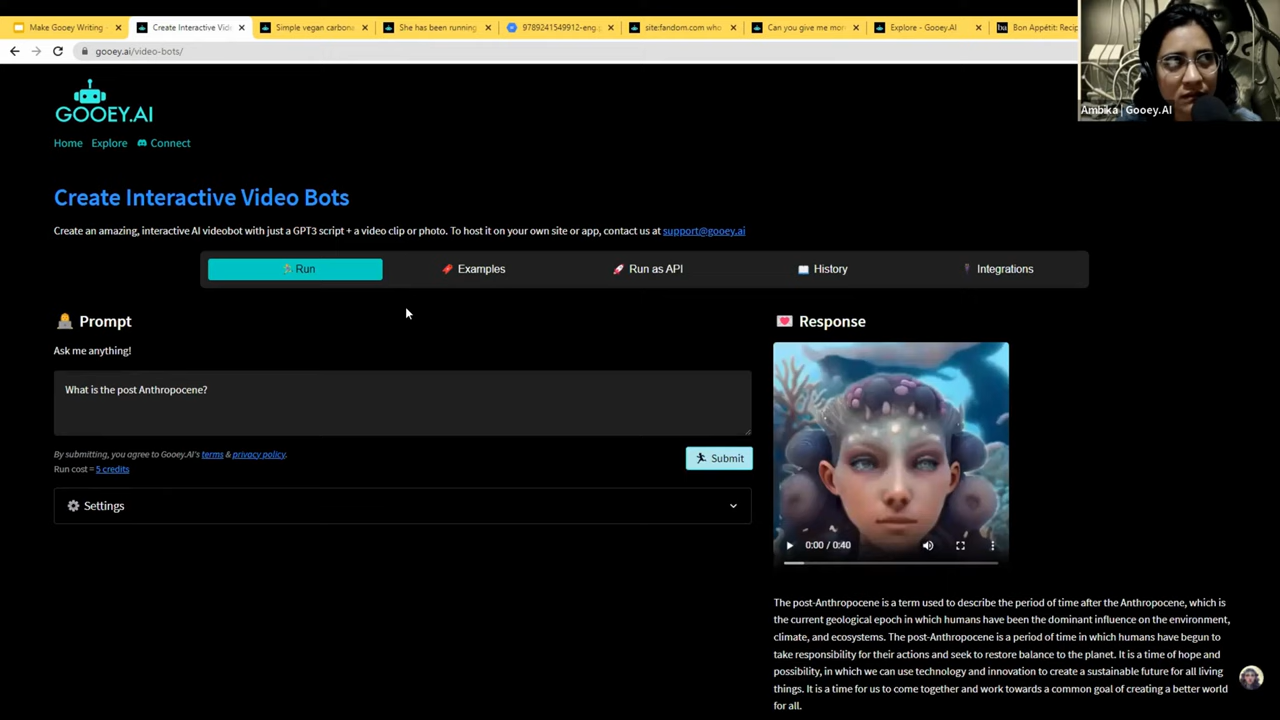 Make Gooey Writing
Create Interactive Vide
Simple vegan carbona
She has been running
9789241549912-eng.p
site:fandom.com who
Can you give me more
Explore - Gooey.AI
Bon Appétit: Recip
gooey.ai/video-bots/
Ambika | Gooey.AI
GOOEY.AI
Home Explore Connect
Create Interactive Video Bots
Create an amazing, interactive AI videobot with just a GPT3 script + a video clip or photo. To host it on your own site or app, contact us at support@gooey.ai
Run Examples Run as API History Integrations
Prompt
Ask me anything!
What is the post Anthropocene?
By submitting, you agree to Gooey.AI's terms & privacy policy.
Run cost = 5 credits
Submit
Settings
Response
0:00 / 0:40
The post-Anthropocene is a term used to describe the period of time after the Anthropocene, which is
the current geological epoch in which humans have been the dominant influence on the environment,
climate, and ecosystems. The post-Anthropocene is a period of time in which humans have begun to
take responsibility for their actions and seek to restore balance to the planet. It is a time of hope and
possibility, in which we can use technology and innovation to create a sustainable future for all living
things. It is a time for us to come together and work towards a common goal of creating a better world
for all.